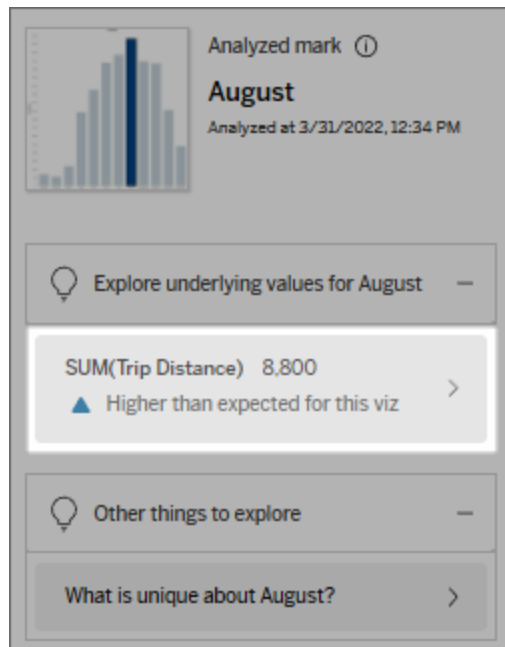 Analyzed mark
August
Analyzed at 3/31/2022, 12:34 PM
Explore underlying values for August
SUM(Trip Distance) 8,800
Higher than expected for this viz
Other things to explore
What is unique about August?